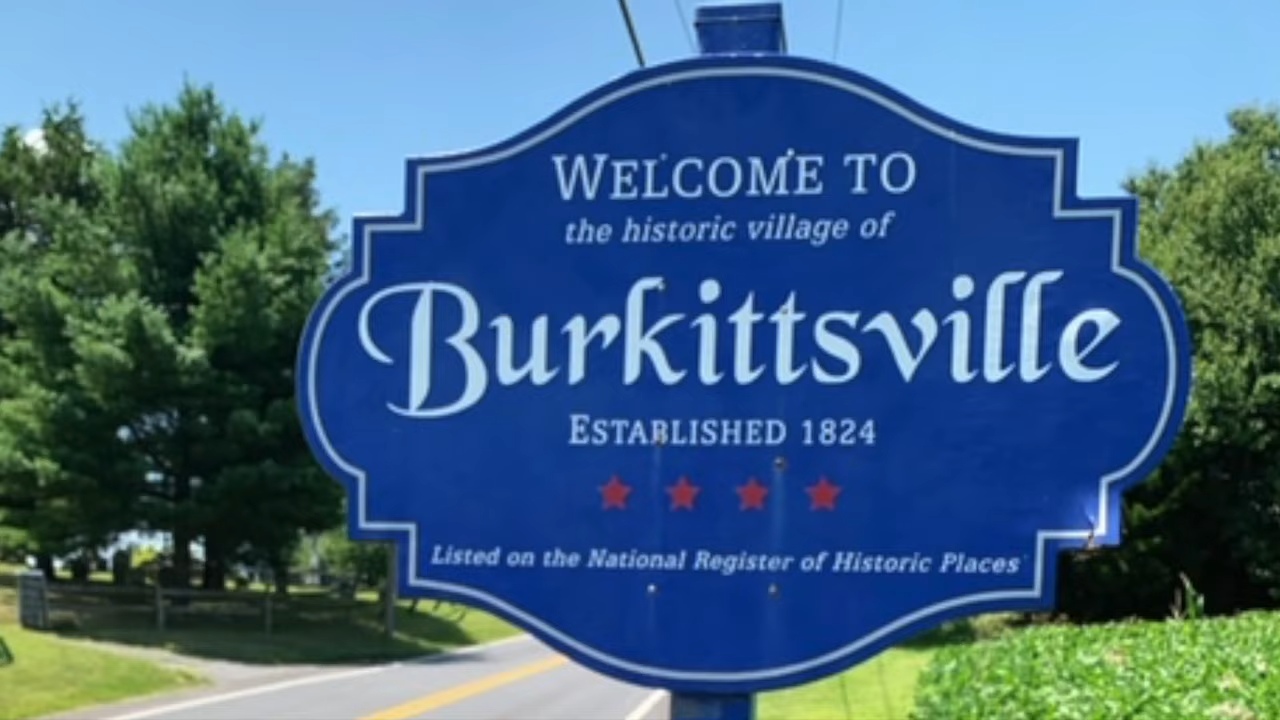 WELCOME TO
the historic village of
Burkittsville
ESTABLISHED 1824
Listed on the National Register of Historic Places